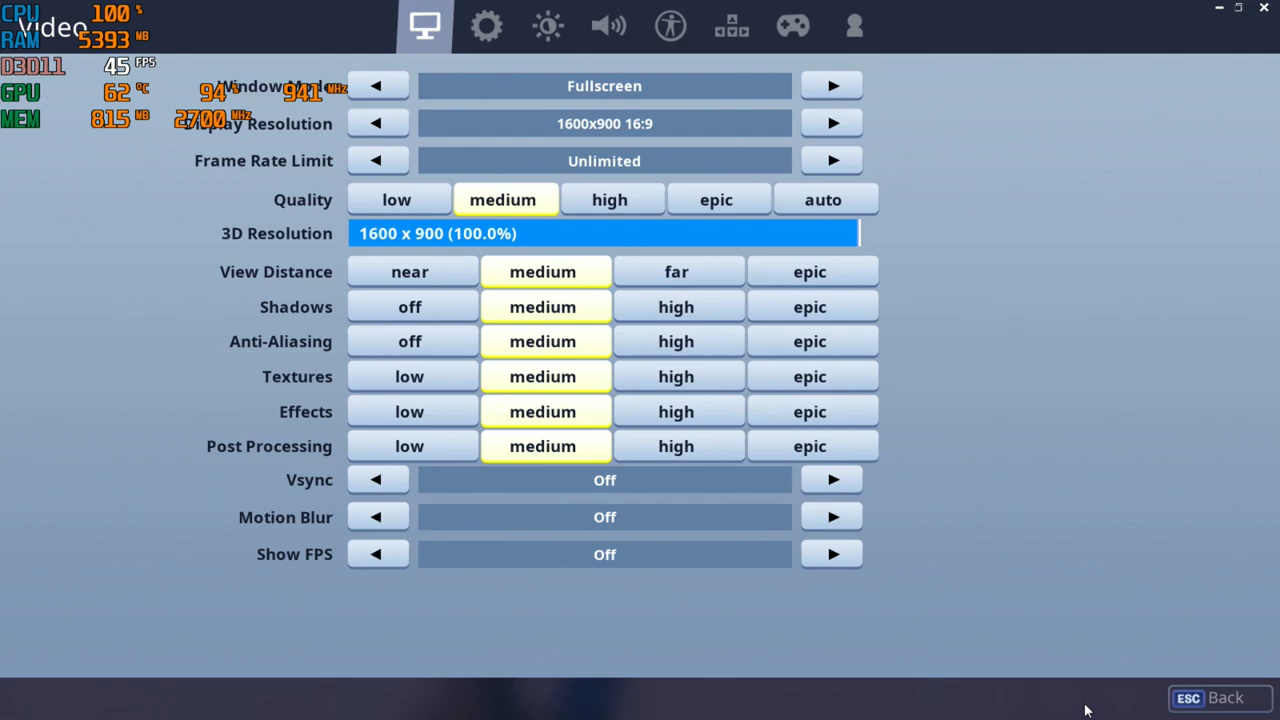 Video
CPU 100 %
RAM 5393 MB
D3D11 45 FPS
GPU 62 °C 94 % 941 MHz
MEM 815 MB 2700 MHz
Window Mode ◄ Fullscreen ►
Display Resolution ◄ 1600x900 16:9 ►
Frame Rate Limit ◄ Unlimited ►
Quality low medium high epic auto
3D Resolution 1600 x 900 (100.0%)
View Distance near medium far epic
Shadows off medium high epic
Anti-Aliasing off medium high epic
Textures low medium high epic
Effects low medium high epic
Post Processing low medium high epic
Vsync ◄ Off ►
Motion Blur ◄ Off ►
Show FPS ◄ Off ►
ESC Back